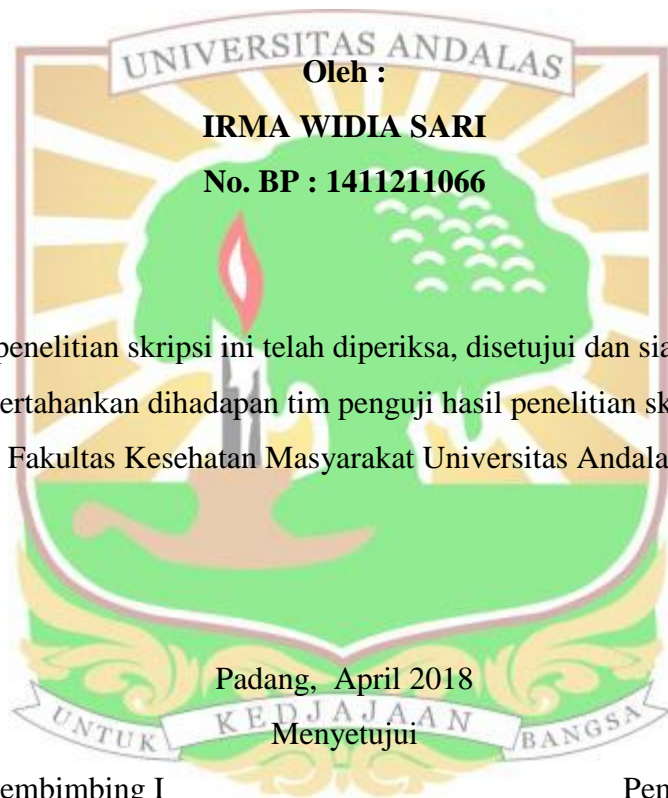 UNIVERSITAS ANDALAS
Oleh :
IRMA WIDIA SARI
No. BP : 1411211066
penelitian skripsi ini telah diperiksa, disetujui dan sia
ertahankan dihadapan tim penguji hasil penelitian sk
Fakultas Kesehatan Masyarakat Universitas Andala
Padang, April 2018
UNTUK KEDJAJAAN BANGSA
Menyetujui
embimbing I Pen